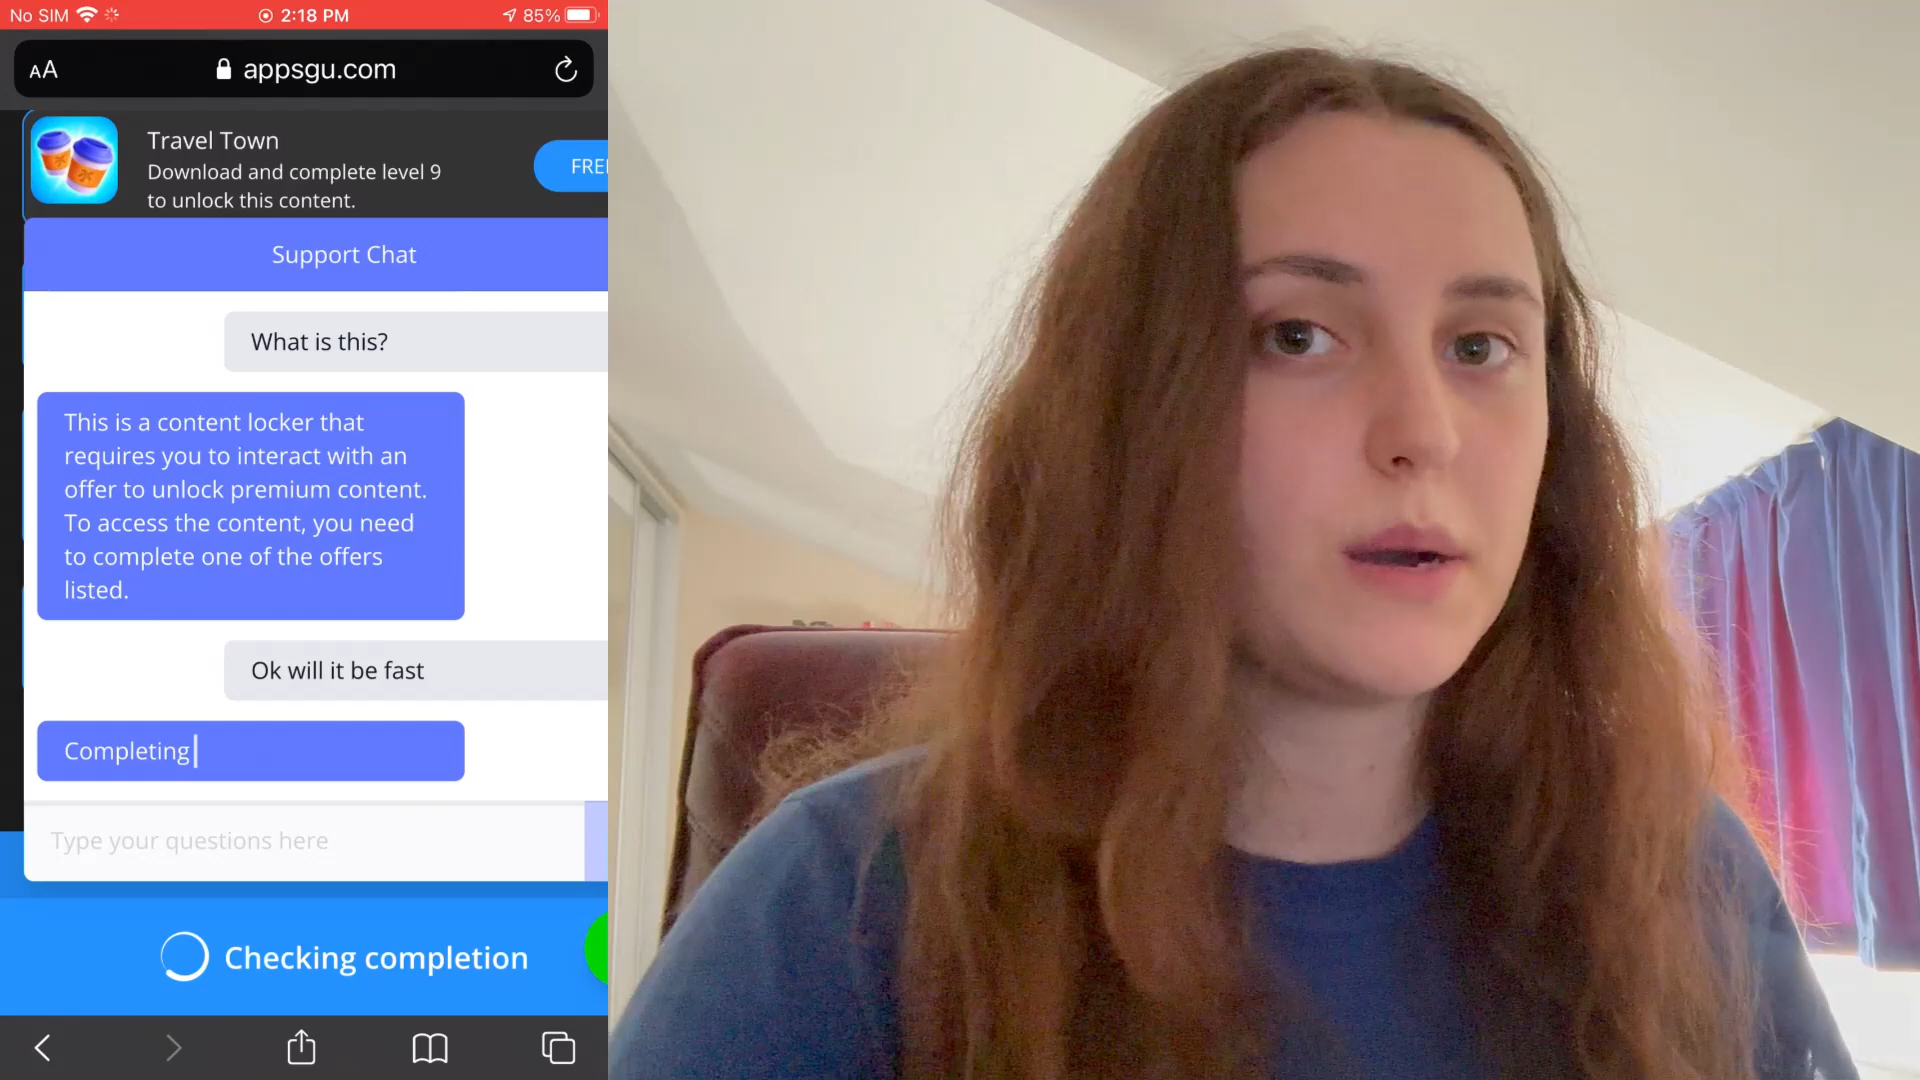 No SIM
2:18 PM
85%
AA
appsgu.com
Travel Town
Download and complete level 9
to unlock this content.
Support Chat
What is this?
This is a content locker that
requires you to interact with an
offer to unlock premium content.
To access the content, you need
to complete one of the offers
listed.
Ok will it be fast
Completing
Type your questions here
Checking completion